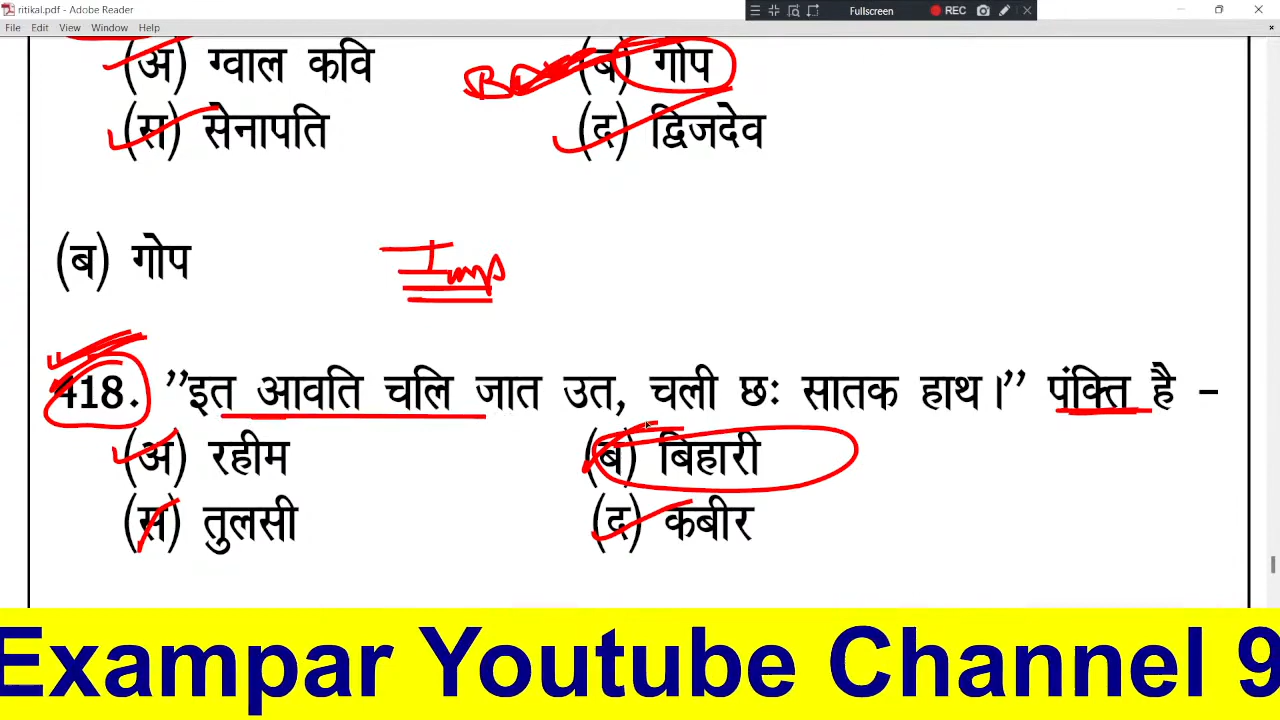 ritikal.pdf - Adobe Reader
Fullscreen REC
File Edit View Window Help
(अ) ग्वाल कवि (ब) गोप
(स) सेनापति (द) द्विजदेव
(ब) गोप Imp
418. ”इत आवति चलि जात उत, चली छः सातक हाथ।” पंक्ति है -
(अ) रहीम (ब) बिहारी
(स) तुलसी (द) कबीर
Exampar Youtube Channel 9